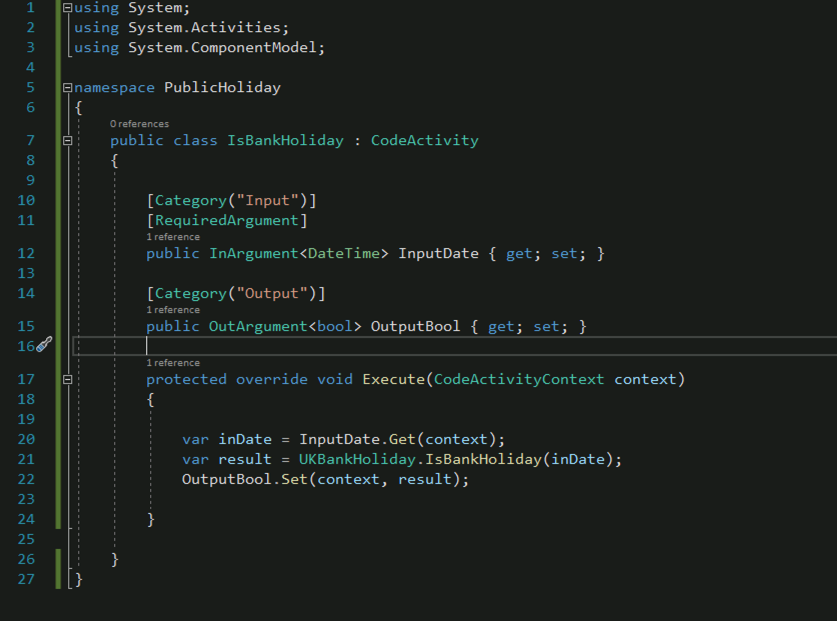 1 using System;
2 using System.Activities;
3 using System.ComponentModel;
4
5 namespace PublicHoliday
6 {
0 references
7 public class IsBankHoliday : CodeActivity
8 {
9
10 [Category("Input")]
11 [RequiredArgument]
1 reference
12 public InArgument<DateTime> InputDate { get; set; }
13
14 [Category("Output")]
1 reference
15 public OutArgument<bool> OutputBool { get; set; }
16
1 reference
17 protected override void Execute(CodeActivityContext context)
18 {
19
20 var inDate = InputDate.Get(context);
21 var result = UKBankHoliday.IsBankHoliday(inDate);
22 OutputBool.Set(context, result);
23
24 }
25
26 }
27 }